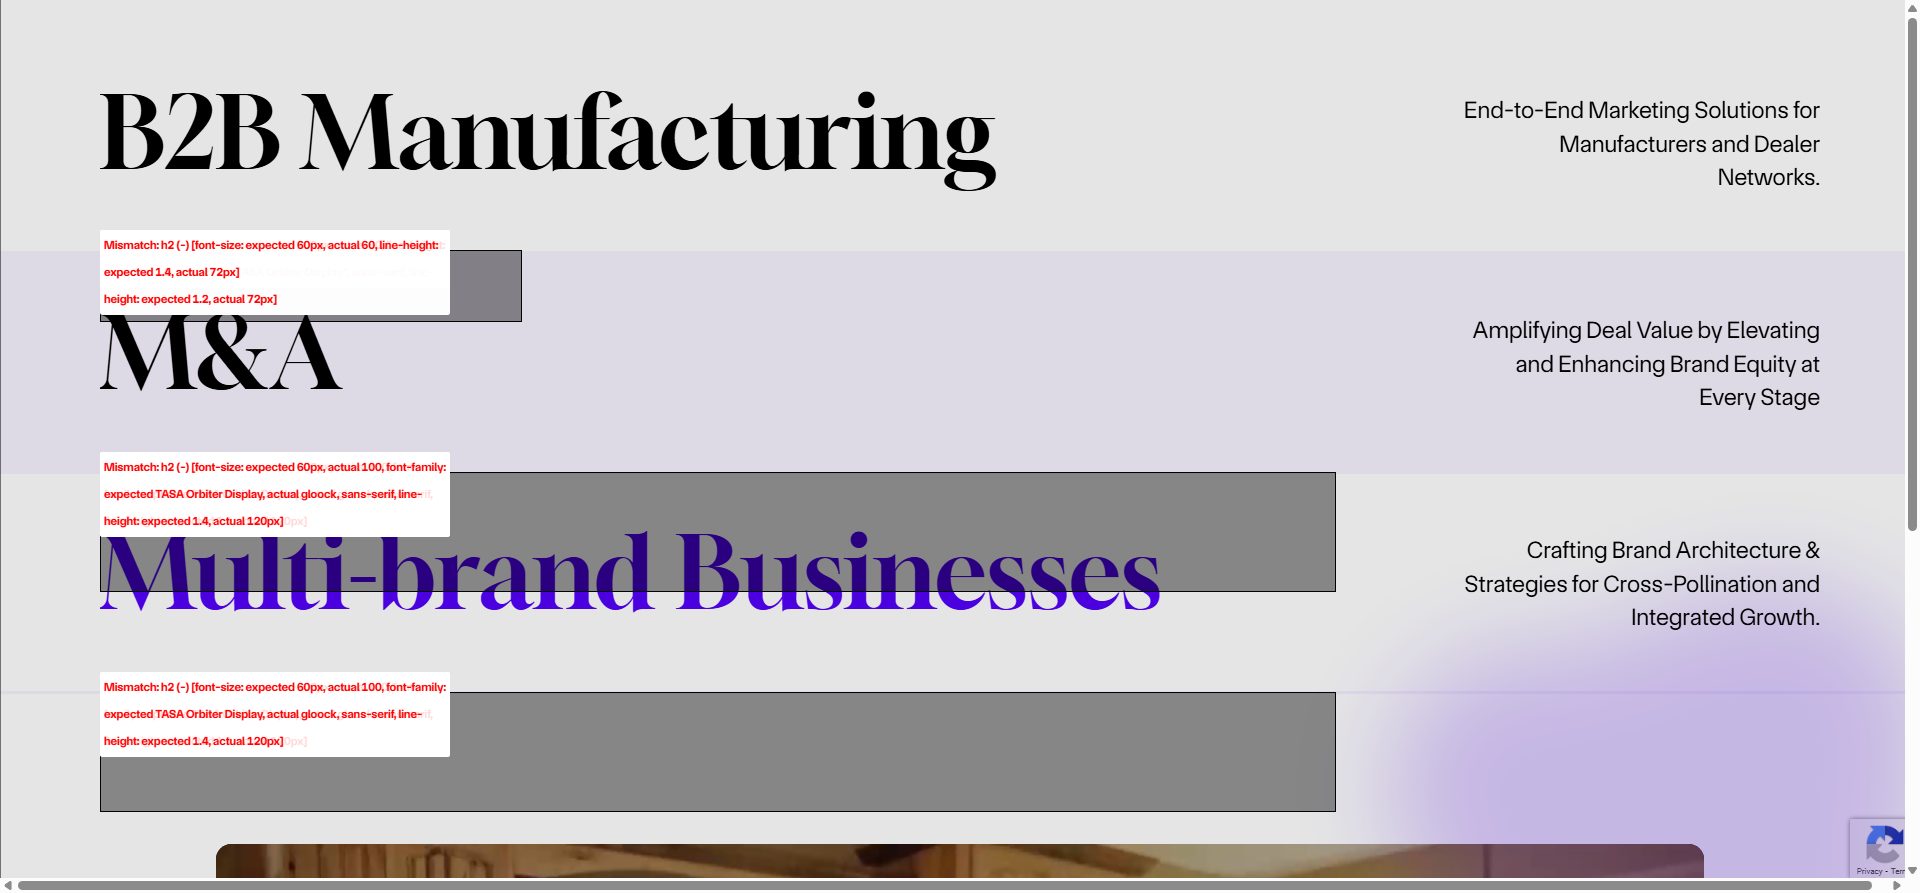 B2B Manufacturing
End-to-End Marketing Solutions for
Manufacturers and Dealer
Networks.
Mismatch: h2 (-) [font-size: expected 60px, actual 60, line-height:
expected 1.4, actual 72px]
height: expected 1.2, actual 72px]
M&A
Amplifying Deal Value by Elevating
and Enhancing Brand Equity at
Every Stage
Mismatch: h2 (-) [font-size: expected 60px, actual 100, font-family:
expected TASA Orbiter Display, actual gloock, sans-serif, line-
height: expected 1.4, actual 120px]
Multi-brand Businesses
Crafting Brand Architecture &
Strategies for Cross-Pollination and
Integrated Growth.
Mismatch: h2 (-) [font-size: expected 60px, actual 100, font-family:
expected TASA Orbiter Display, actual gloock, sans-serif, line-
height: expected 1.4, actual 120px]
Privacy - Terr